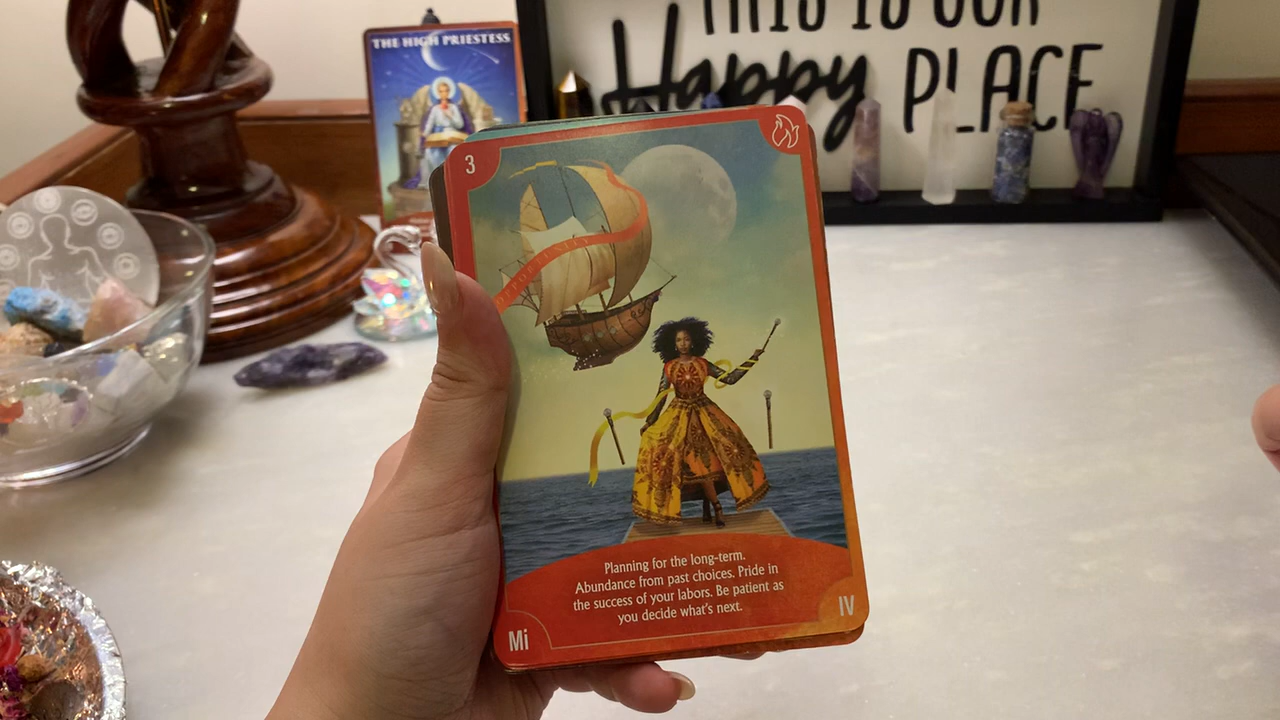 THIS IS OUR
Happy PLACE
THE HIGH PRIESTESS
3
OPPORTUNITY
Planning for the long-term.
Abundance from past choices. Pride in
the success of your labors. Be patient as
you decide what's next.
Mi
IV